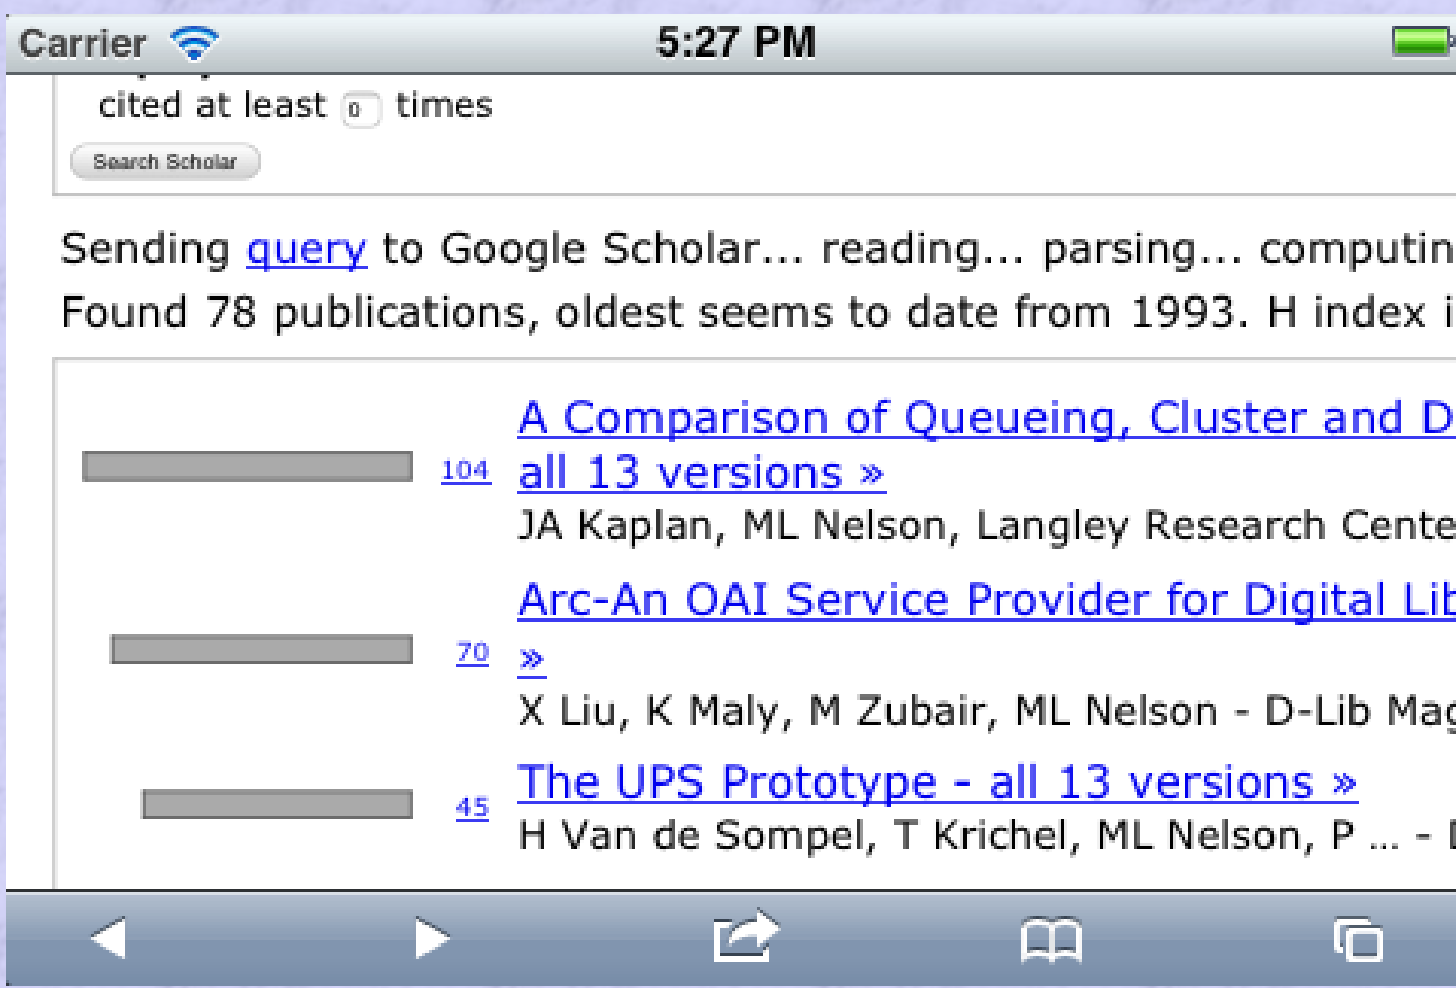 Carrier 5:27 PM
cited at least 0 times
Search Scholar
Sending query to Google Scholar... reading... parsing... computin
Found 78 publications, oldest seems to date from 1993. H index i
A Comparison of Queueing, Cluster and D
104 all 13 versions »
JA Kaplan, ML Nelson, Langley Research Cente
Arc-An OAI Service Provider for Digital Lib
70 »
X Liu, K Maly, M Zubair, ML Nelson - D-Lib Mag
The UPS Prototype - all 13 versions »
45
H Van de Sompel, T Krichel, ML Nelson, P ... - D